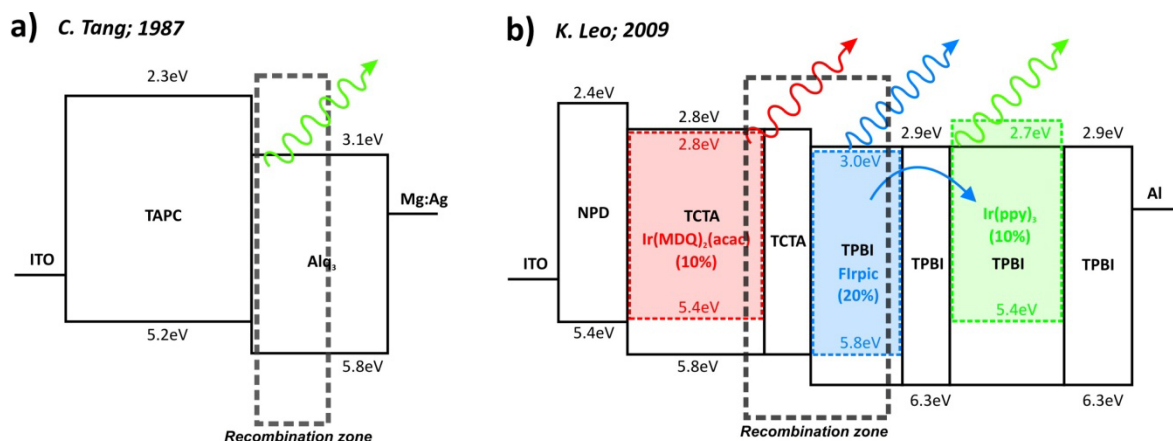 a) C. Tang; 1987
2.3eV
3.1eV
TAPC
Mg:Ag
ITO
Alq₃
5.2eV
5.8eV
Recombination zone
b) K. Leo; 2009
2.4eV
2.8eV
2.8eV
2.9eV
2.7eV
2.9eV
3.0eV
Al
NPD
TCTA
Ir(MDQ)₂(acac)
(10%)
TCTA
TPBI
FIrpic
(20%)
TPBI
Ir(ppy)₃
(10%)
TPBI
TPBI
ITO
5.4eV
5.4eV
5.8eV
5.4eV
5.8eV
6.3eV
6.3eV
Recombination zone